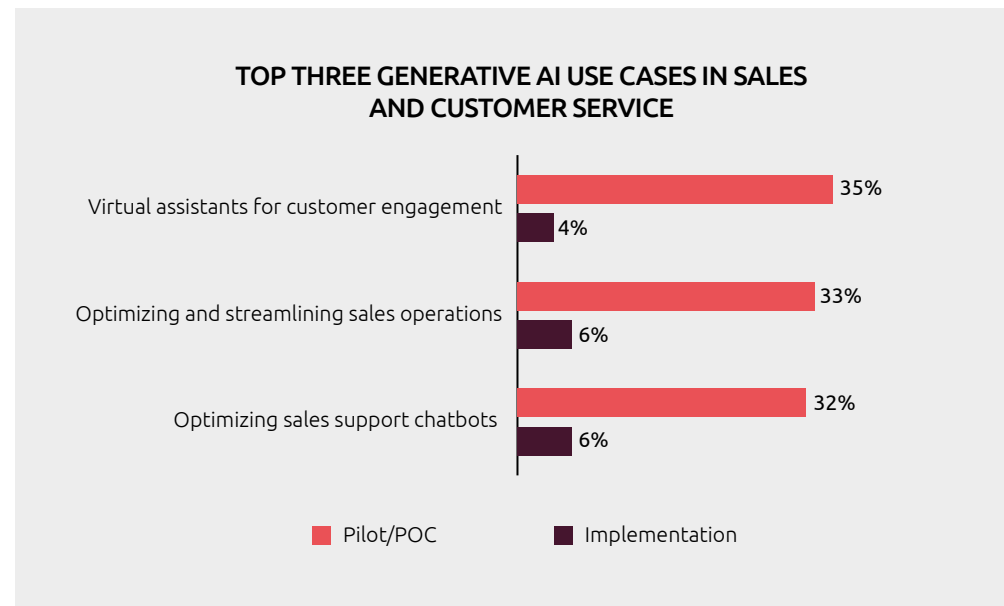 TOP THREE GENERATIVE AI USE CASES IN SALES
AND CUSTOMER SERVICE
Virtual assistants for customer engagement
35%
4%
Optimizing and streamlining sales operations
33%
6%
Optimizing sales support chatbots
32%
6%
Pilot/POC
Implementation